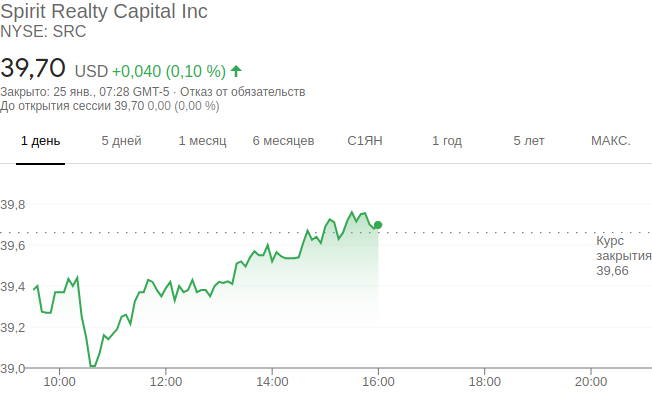 Spirit Realty Capital Inc
NYSE: SRC
39,70 USD +0,040 (0,10 %)
Закрыто: 25 янв., 07:28 GMT-5 · Отказ от обязательств
До открытия сессии 39,70 0,00 (0,00 %)
1 день 5 дней 1 месяц 6 месяцев С1ЯН 1 год 5 лет МАКС.
39,8
39,6
39,4
39,2
39,0
Курс
закрытия
39,66
10:00 12:00 14:00 16:00 18:00 20:00